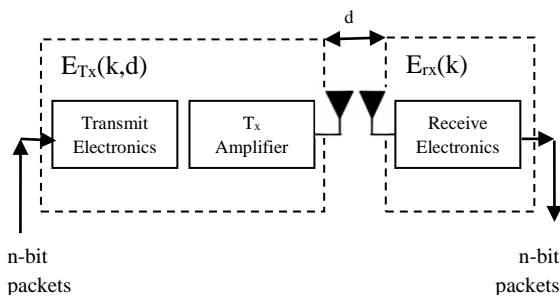 d
E_Tx(k,d)
E_rx(k)
Transmit
Electronics
T_x
Amplifier
Receive
Electronics
n-bit
packets
n-bit
packets